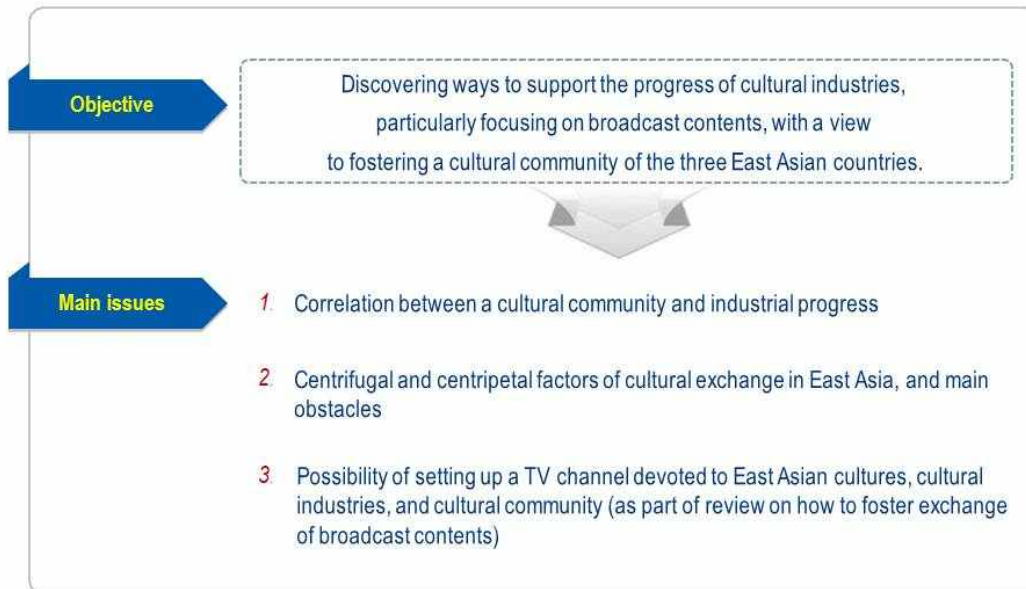 Objective
Discovering ways to support the progress of cultural industries,
particularly focusing on broadcast contents, with a view
to fostering a cultural community of the three East Asian countries.
Main issues
1. Correlation between a cultural community and industrial progress
2. Centrifugal and centripetal factors of cultural exchange in East Asia, and main
obstacles
3. Possibility of setting up a TV channel devoted to East Asian cultures, cultural
industries, and cultural community (as part of review on how to foster exchange
of broadcast contents)